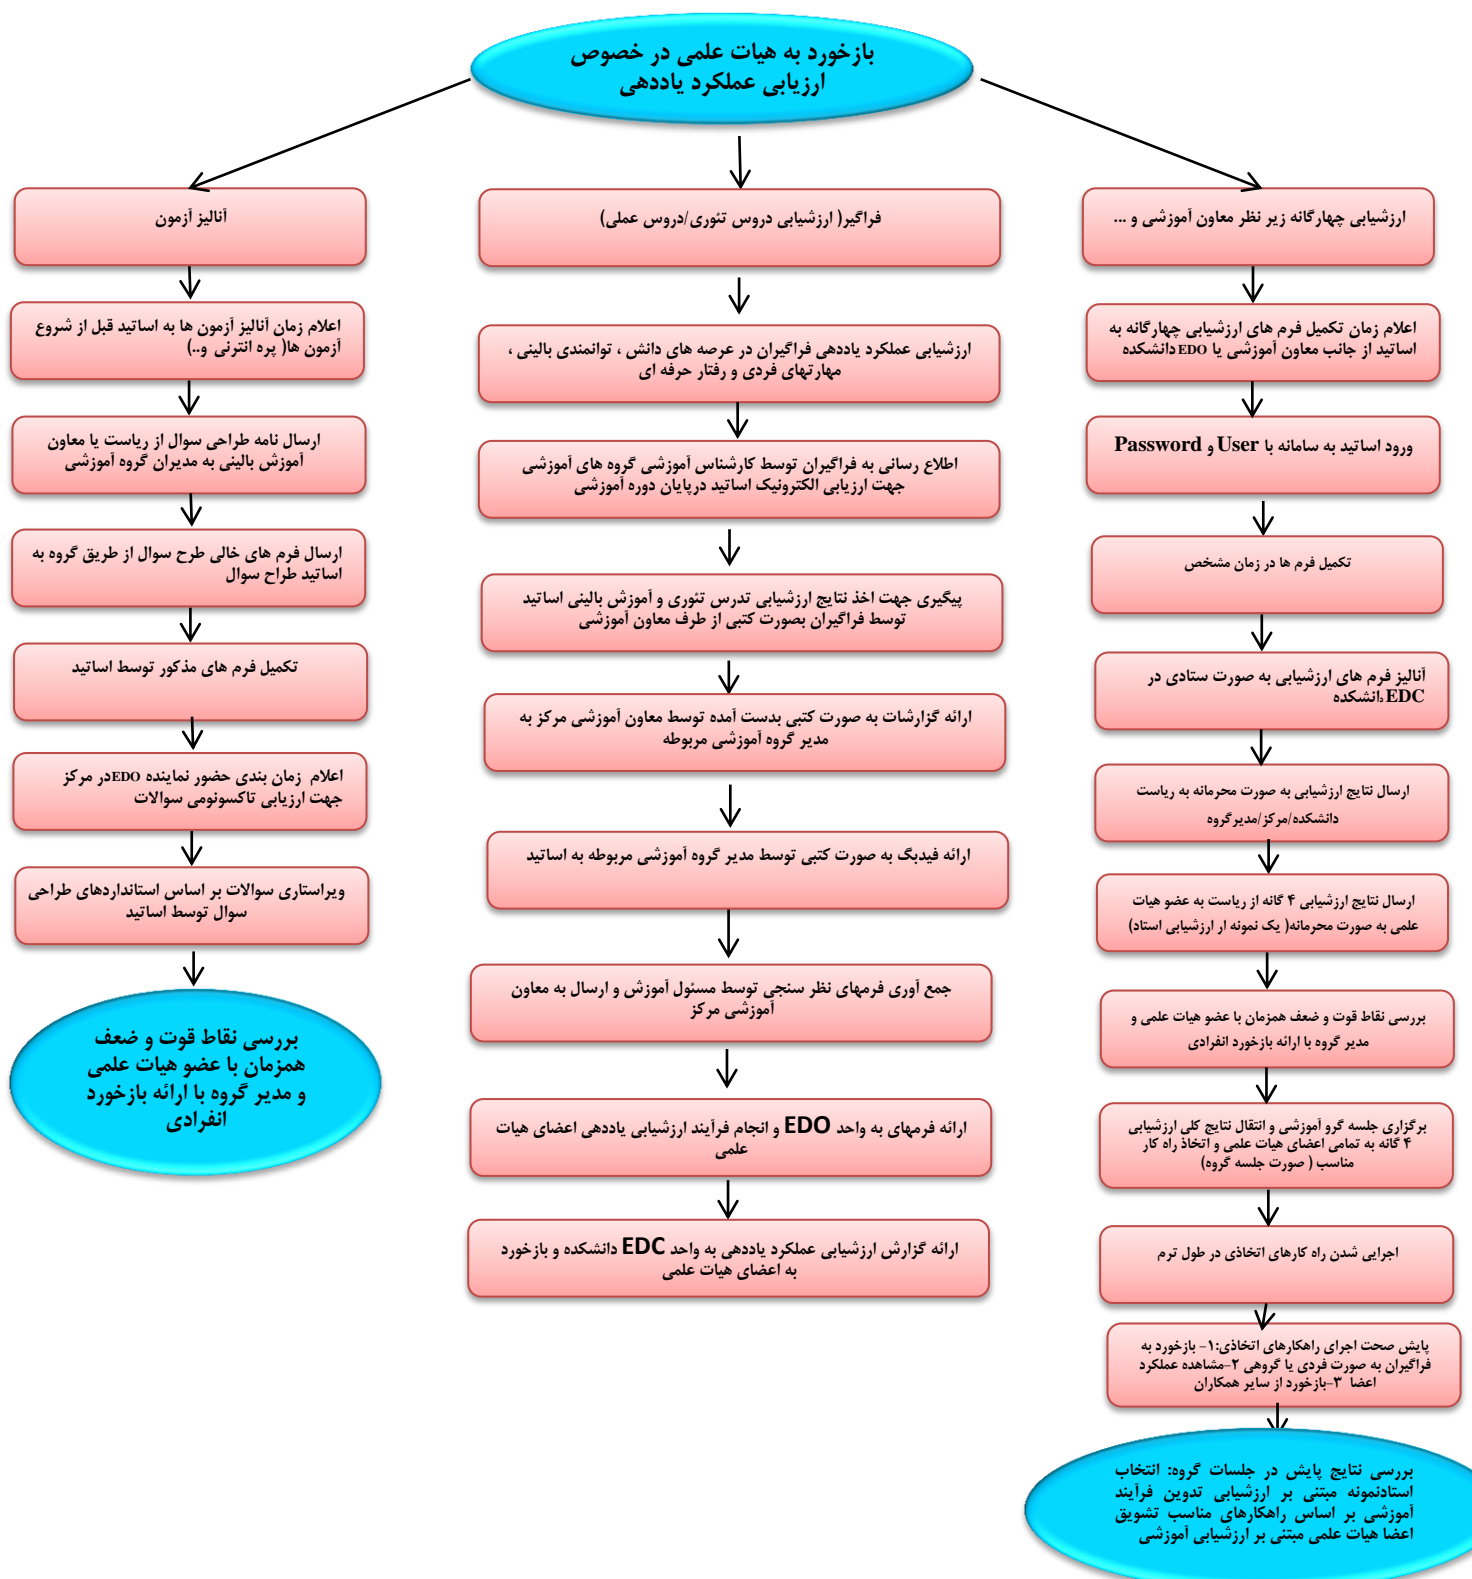 بازخورد به هیات علمی در خصوص
ارزیابی عملکرد یاددهی
ارزشیابی چهارگانه زیر نظر معاون آموزشی و ...
اعلام زمان تکمیل فرم های ارزشیابی چهارگانه به
اساتید از جانب معاون آموزشی یا EDO دانشکده
ورود اساتید به سامانه با User و Password
تکمیل فرم ها در زمان مشخص
آنالیز فرم های ارزشیابی به صورت ستادی در
EDC دانشکده
ارسال نتایج ارزشیابی به صورت محرمانه به ریاست
دانشکده/مرکز/مدیرگروه
ارسال نتایج ارزشیابی ۴ گانه از ریاست به عضو هیات
علمی به صورت محرمانه( یک نمونه ار ارزشیابی استاد)
بررسی نقاط قوت و ضعف همزمان با عضو هیات علمی و
مدیر گروه با ارائه بازخورد انفرادی
برگزاری جلسه گرو آموزشی و انتقال نتایج کلی ارزشیابی
۴ گانه به تمامی اعضای هیات علمی و اتخاذ راه کار
مناسب ( صورت جلسه گروه)
اجرایی شدن راه کارهای اتخاذی در طول ترم
پایش صحت اجرای راهکارهای اتخاذی:۱- بازخورد به
فراگیران به صورت فردی یا گروهی ۲-مشاهده عملکرد
اعضا ۳-بازخورد از سایر همکاران
بررسی نتایج پایش در جلسات گروه: انتخاب
استادنمونه مبتنی بر ارزشیابی تدوین فرآیند
آموزشی بر اساس راهکارهای مناسب تشویق
اعضا هیات علمی مبتنی بر ارزشیابی آموزشی
فراگیر( ارزشیابی دروس تئوری/دروس عملی)
ارزشیابی عملکرد یاددهی فراگیران در عرصه های دانش ، توانمندی بالینی ،
مهارتهای فردی و رفتار حرفه ای
اطلاع رسانی به فراگیران توسط کارشناس آموزشی گروه های آموزشی
جهت ارزیابی الکترونیک اساتید درپایان دوره آموزشی
پیگیری جهت اخذ نتایج ارزشیابی تدرس تئوری و آموزش بالینی اساتید
توسط فراگیران بصورت کتبی از طرف معاون آموزشی
ارائه گزارشات به صورت کتبی بدست آمده توسط معاون آموزشی مرکز به
مدیر گروه آموزشی مربوطه
ارائه فیدبگ به صورت کتبی توسط مدیر گروه آموزشی مربوطه به اساتید
جمع آوری فرمهای نظر سنجی توسط مسئول آموزش و ارسال به معاون
آموزشی مرکز
ارائه فرمهای به واحد EDO و انجام فرآیند ارزشیابی یاددهی اعضای هیات
علمی
ارائه گزارش ارزشیابی عملکرد یاددهی به واحد EDC دانشکده و بازخورد
به اعضای هیات علمی
آنالیز آزمون
اعلام زمان آنالیز آزمون ها به اساتید قبل از شروع
آزمون ها( پره انترنی و..)
ارسال نامه طراحی سوال از ریاست یا معاون
آموزش بالینی به مدیران گروه آموزشی
ارسال فرم های خالی طرح سوال از طریق گروه به
اساتید طراح سوال
تکمیل فرم های مذکور توسط اساتید
اعلام زمان بندی حضور نماینده EDO در مرکز
جهت ارزیابی تاکسونومی سوالات
ویراستاری سوالات بر اساس استانداردهای طراحی
سوال توسط اساتید
بررسی نقاط قوت و ضعف
همزمان با عضو هیات علمی
و مدیر گروه با ارائه بازخورد
انفرادی